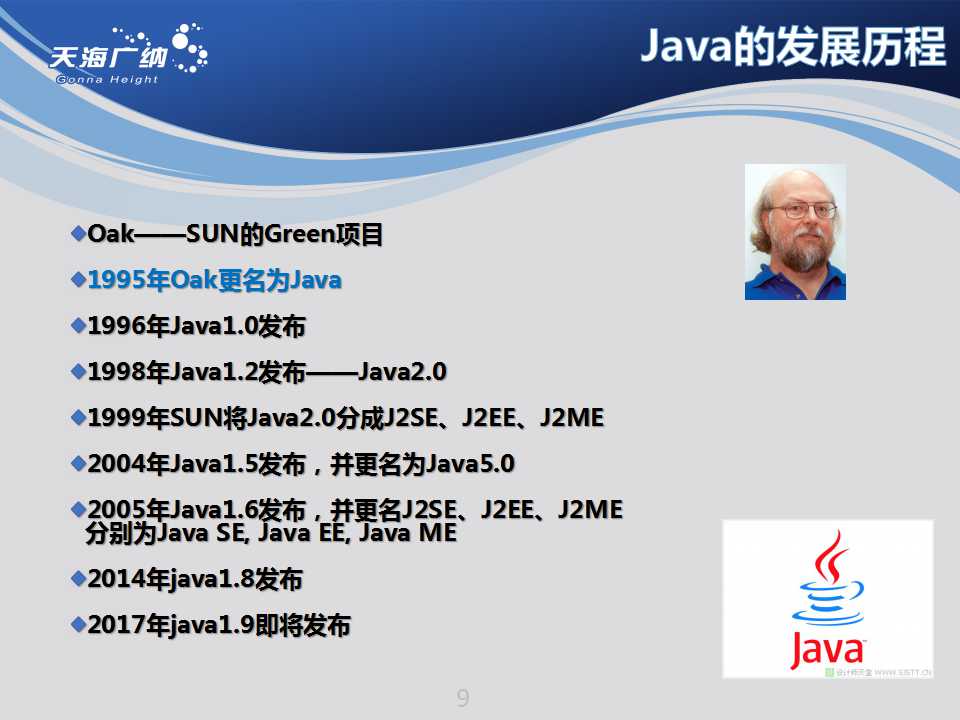 天海广纳
Gonna Height
Java的发展历程
Oak——SUN的Green项目
1995年Oak更名为Java
1996年Java1.0发布
1998年Java1.2发布——Java2.0
1999年SUN将Java2.0分成J2SE、J2EE、J2ME
2004年Java1.5发布，并更名为Java5.0
2005年Java1.6发布，并更名J2SE、J2EE、J2ME
分别为Java SE, Java EE, Java ME
2014年java1.8发布
2017年java1.9即将发布
Java
WWW.SJSTT.CN
9